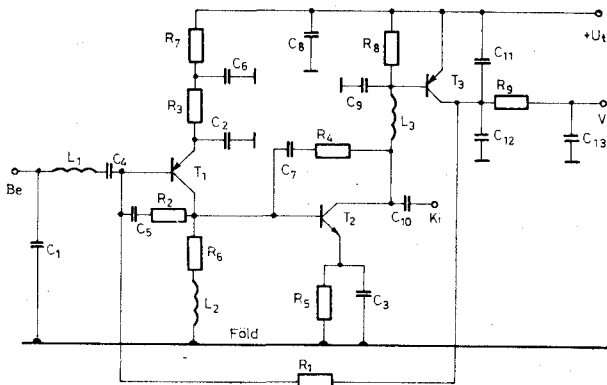 R7
C8
R8
+Ut
C6
C11
T3
R9
C9
R3
C2
L3
V
R4
C12
C13
L1
C4
T1
Be
C7
R2
T2
C10
Ki
C5
C1
R6
R5
C3
L2
Föld
R1